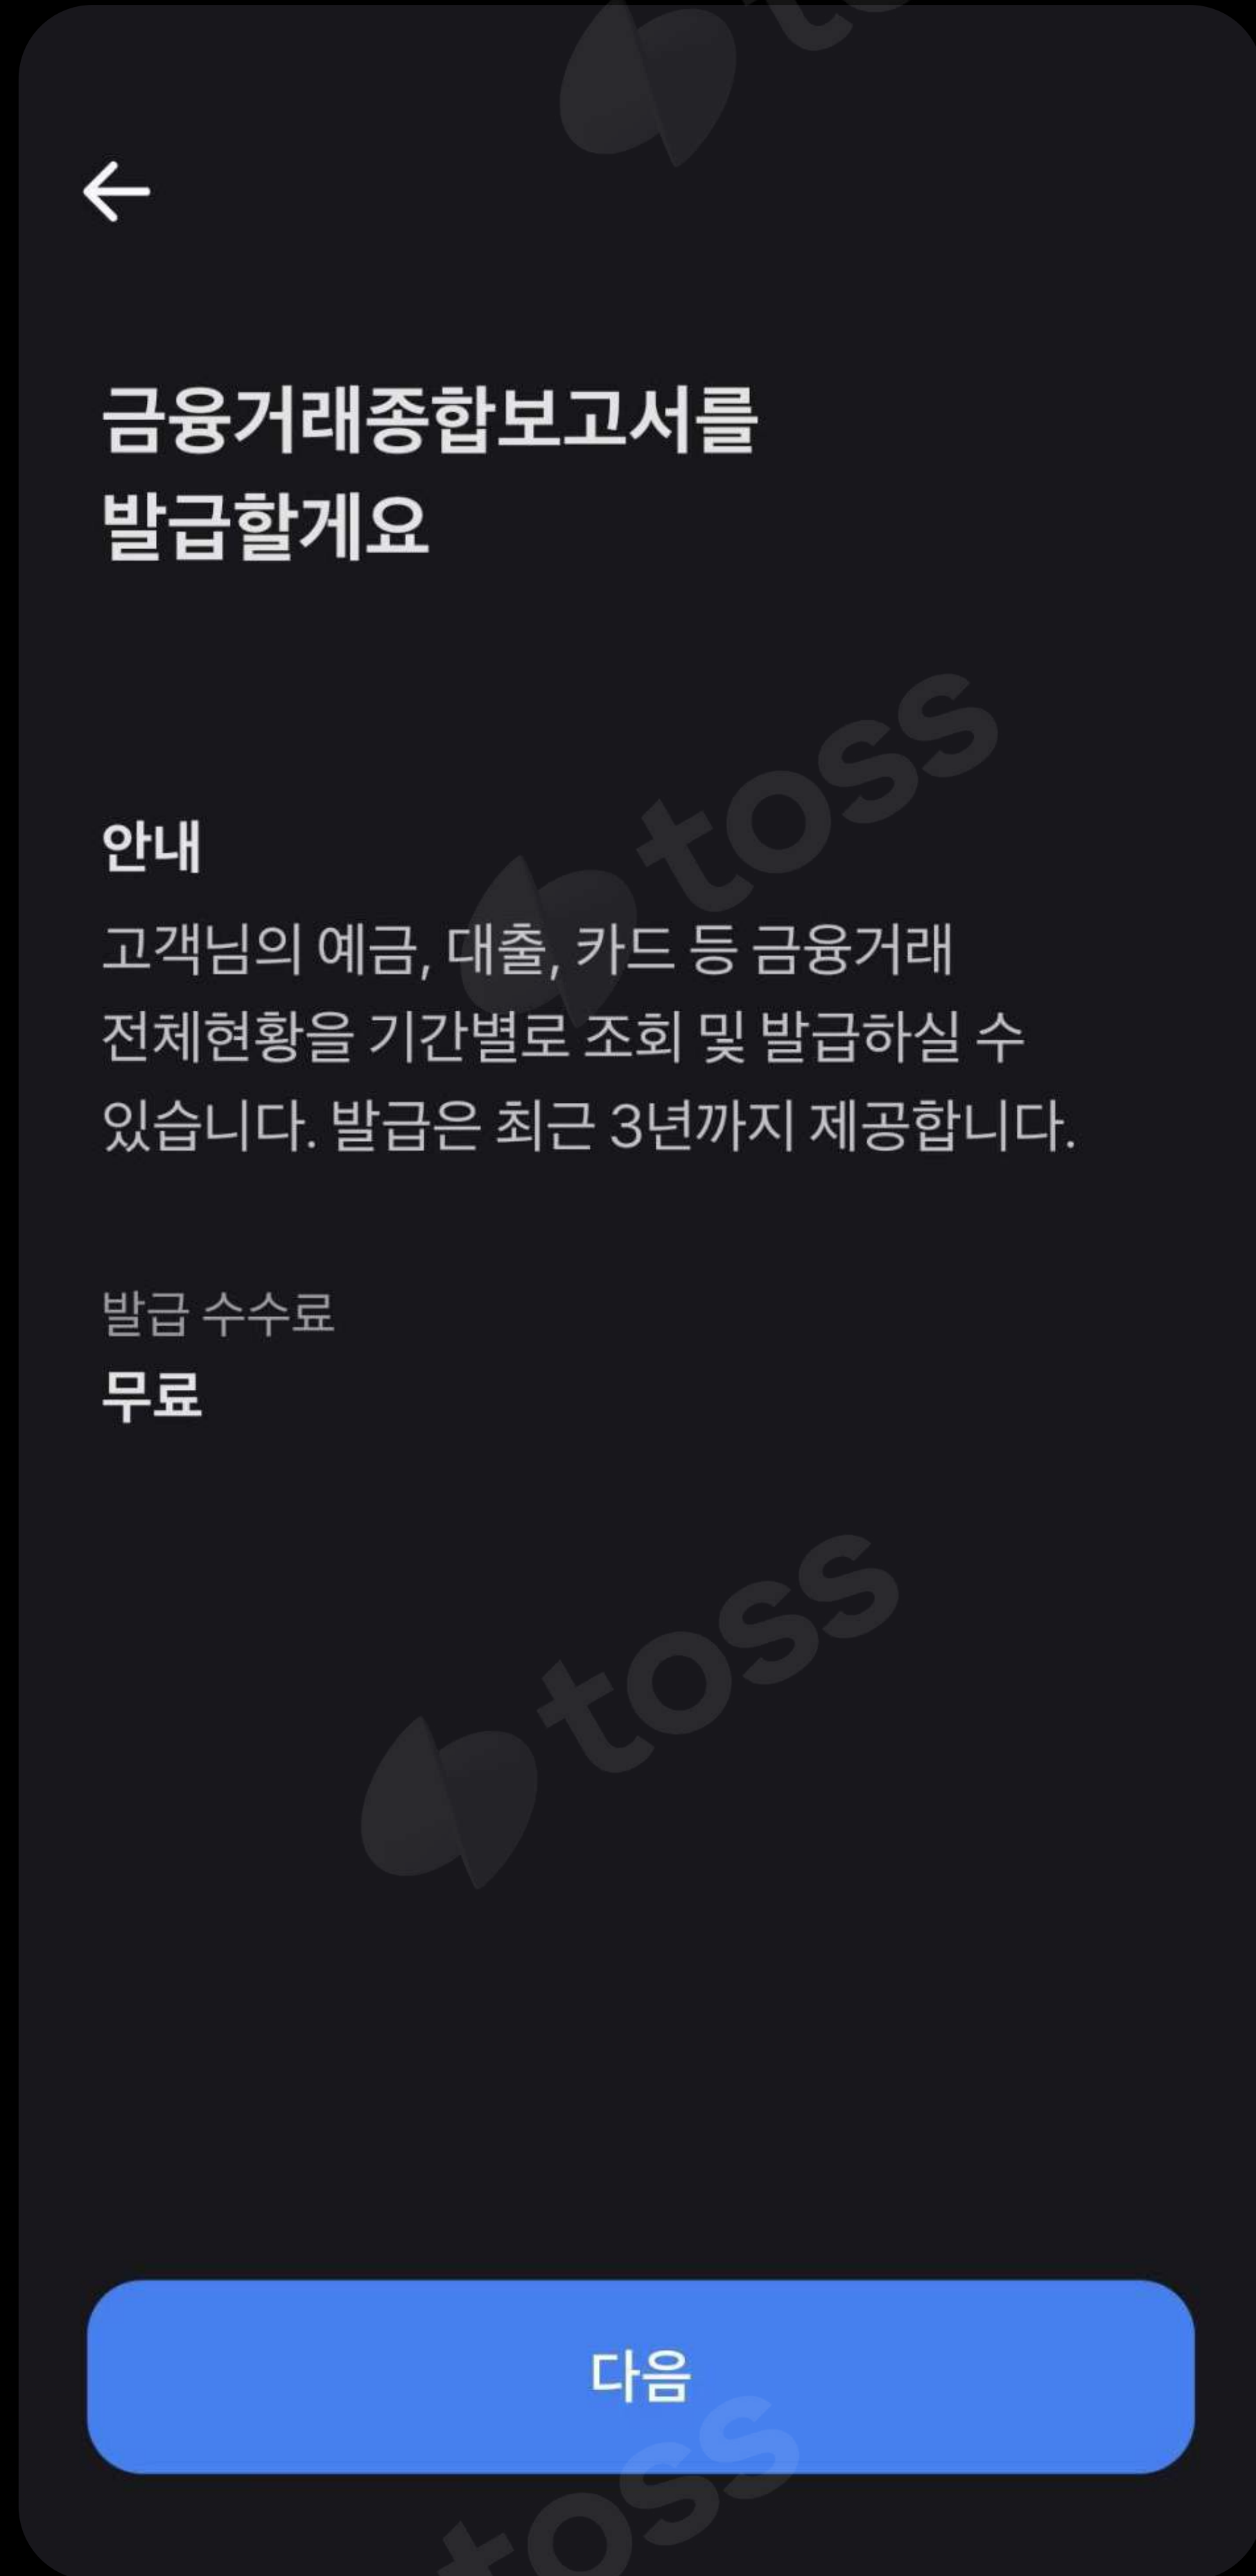 toss
금융거래종합보고서를
발급할게요
toss
안내
고객님의 예금, 대출, 카드 등 금융거래
전체현황을 기간별로 조회 및 발급하실 수
있습니다. 발급은 최근 3년까지 제공합니다.
발급 수수료
무료
toss
다음
toss